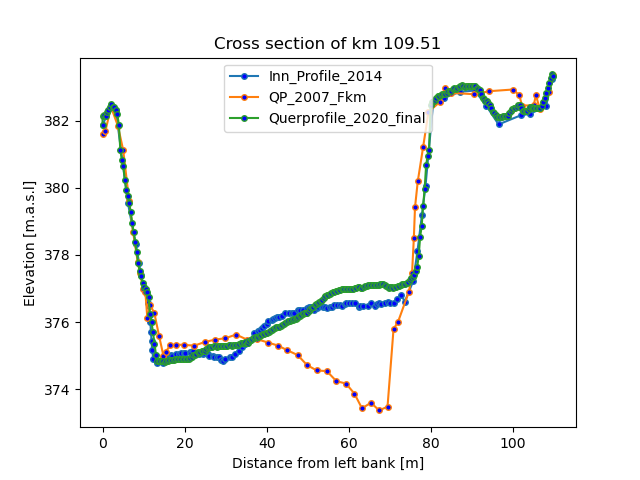 Cross section of km 109.51
Inn_Profile_2014
QP_2007_Fkm
Querprofile_2020_final
Elevation [m.a.s.l]
382
380
378
376
374
0 20 40 60 80 100
Distance from left bank [m]